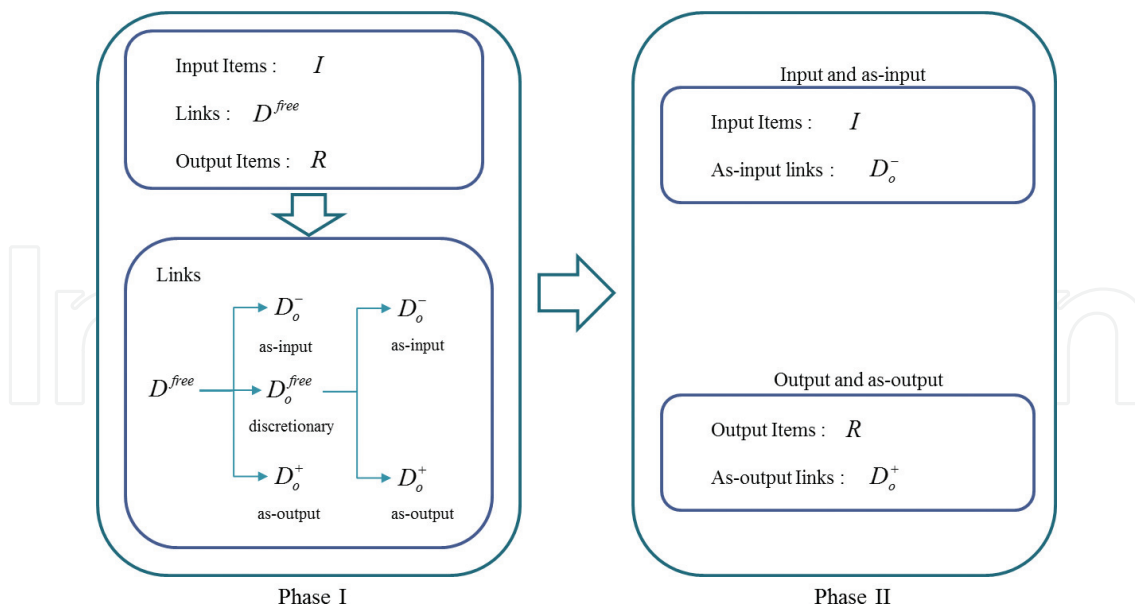 Input Items : I
Links : D^free
Output Items : R
Links
D_o^-
as-input
D_o^-
as-input
D^free
D_o^free
discretionary
D_o^+
as-output
D_o^+
as-output
Phase I
Input and as-input
Input Items : I
As-input links : D_o^-
Output and as-output
Output Items : R
As-output links : D_o^+
Phase II